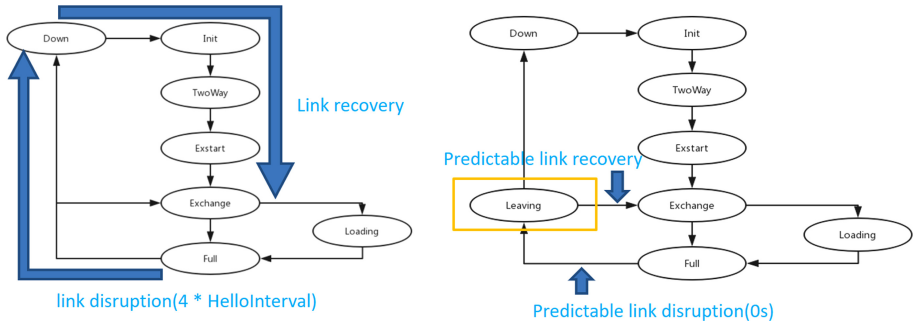 Down
Init
TwoWay
Link recovery
Exstart
Exchange
Loading
Full
link disruption(4 * HelloInterval)
Down
Init
TwoWay
Exstart
Predictable link recovery
Leaving
Exchange
Loading
Full
Predictable link disruption(0s)